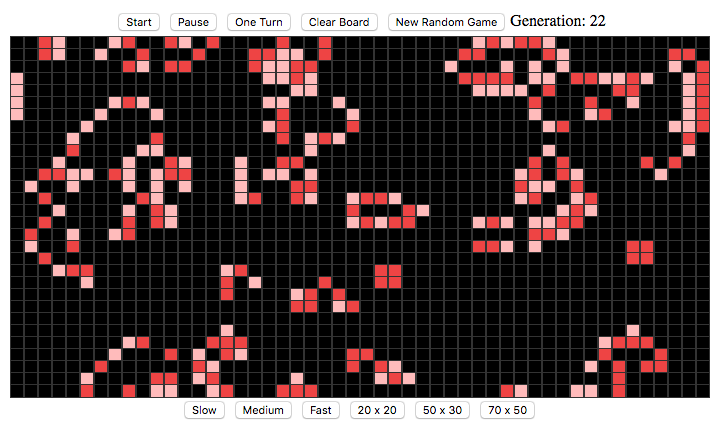 Start Pause One Turn Clear Board New Random Game Generation: 22
Slow Medium Fast 20 x 20 50 x 30 70 x 50